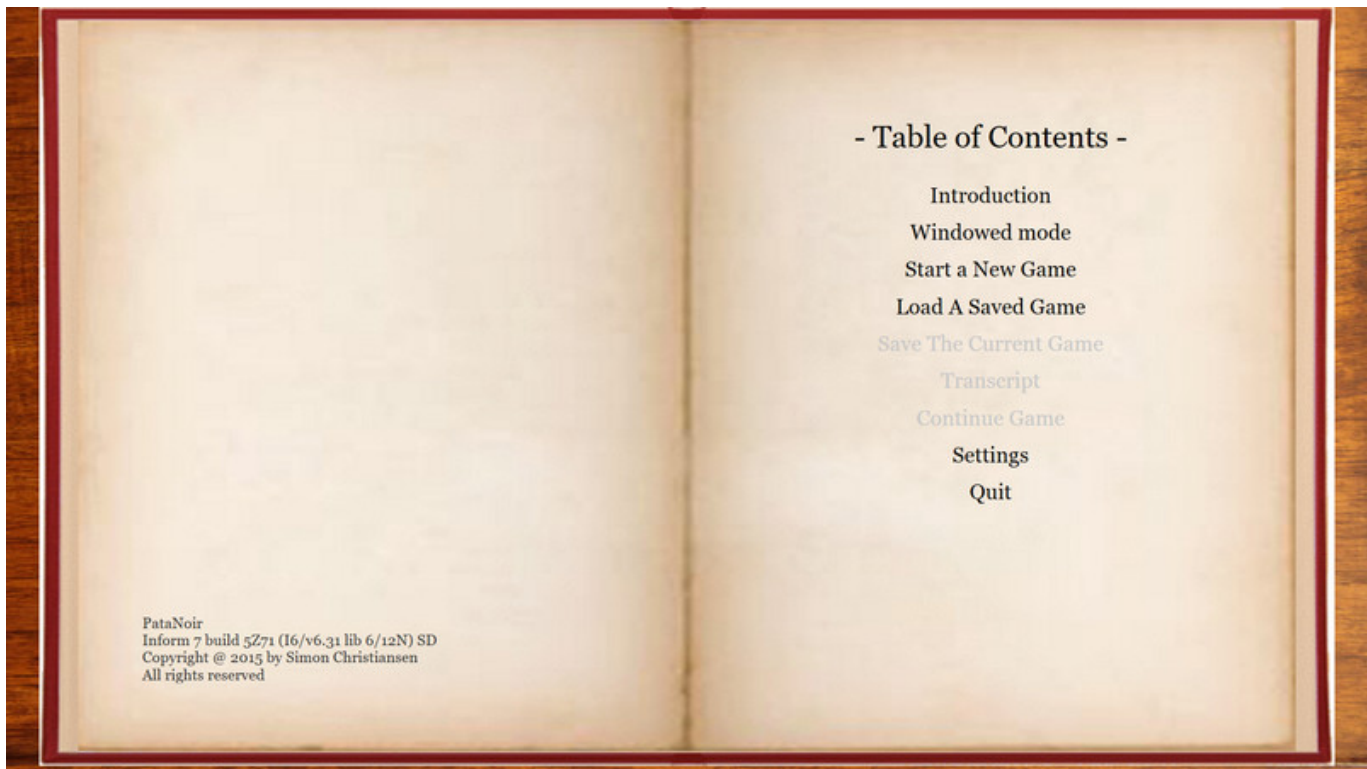 PataNoir
Inform 7 build 5Z71 (I6/v6.31 lib 6/12N) SD
Copyright @ 2015 by Simon Christiansen
All rights reserved
- Table of Contents -
Introduction
Windowed mode
Start a New Game
Load A Saved Game
Save The Current Game
Transcript
Continue Game
Settings
Quit